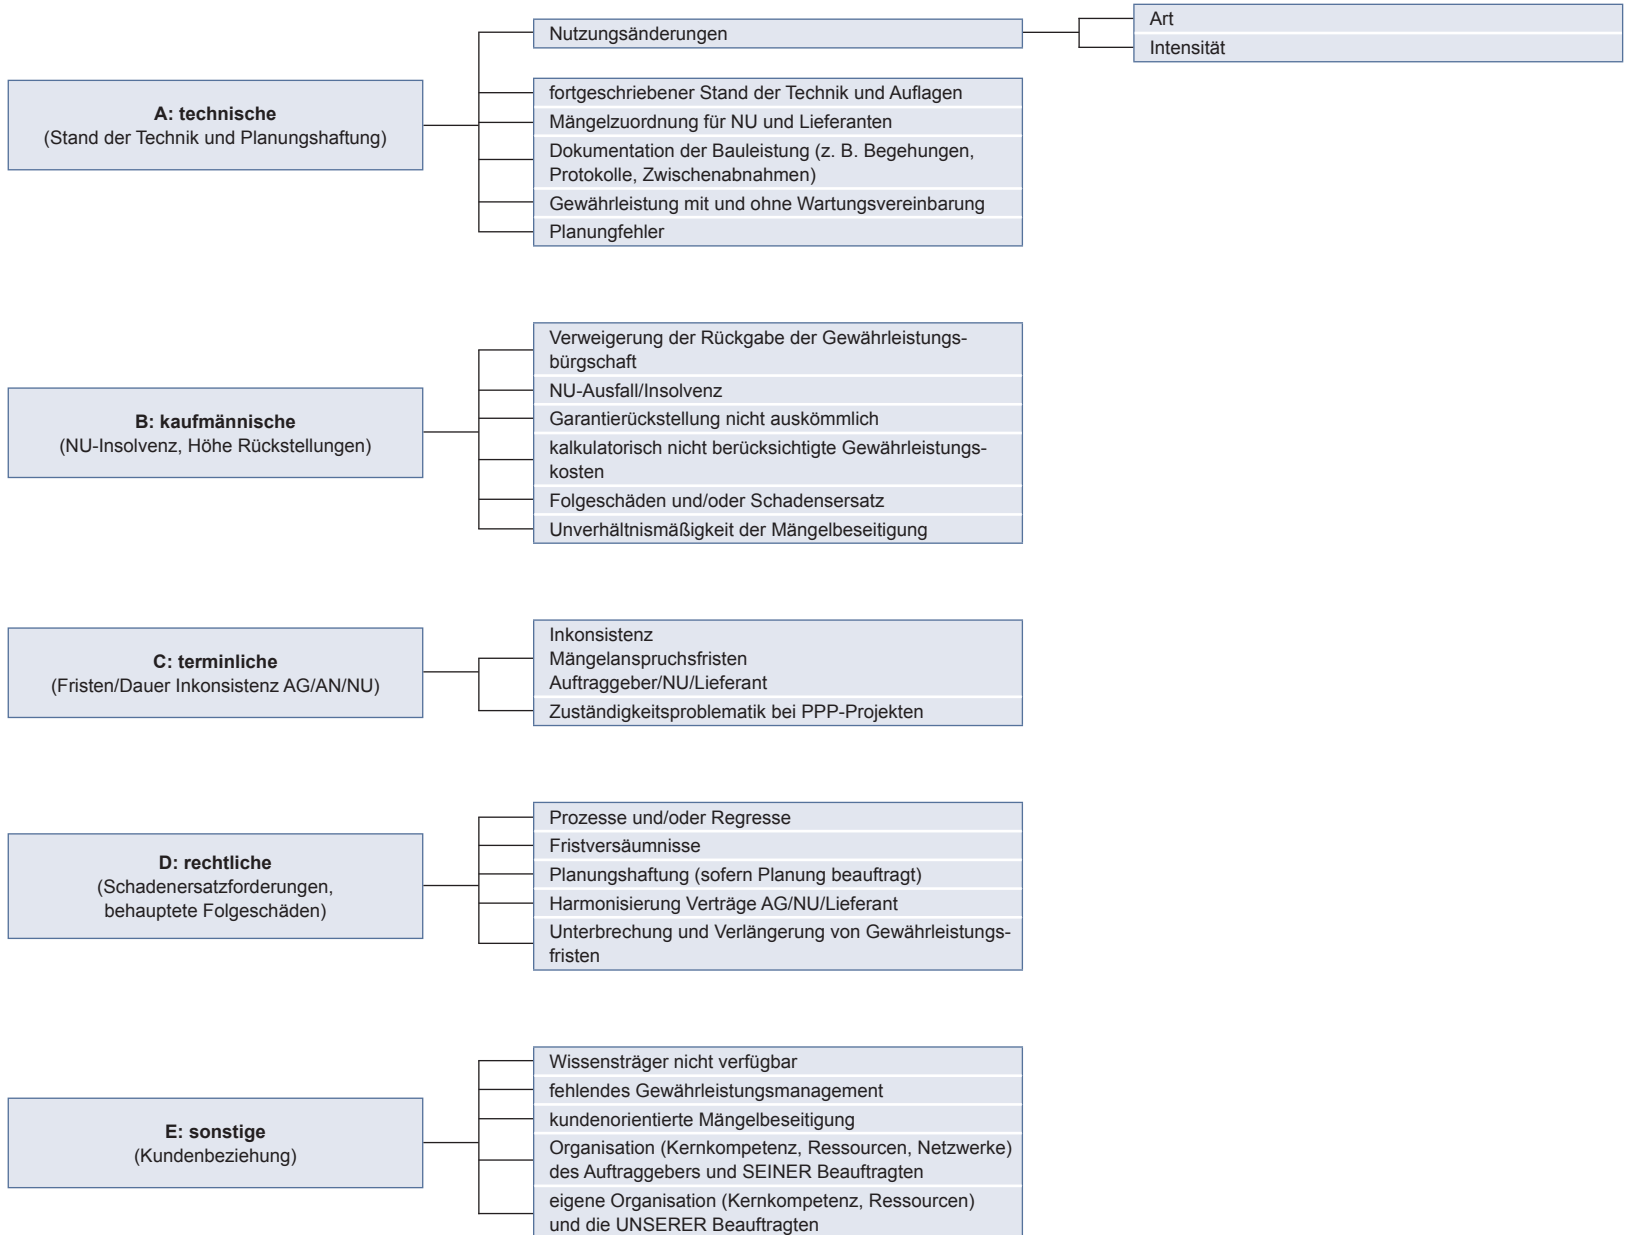 A: technische
(Stand der Technik und Planungshaftung)
Nutzungsänderungen
Art
Intensität
fortgeschriebener Stand der Technik und Auflagen
Mängelzuordnung für NU und Lieferanten
Dokumentation der Bauleistung (z. B. Begehungen,
Protokolle, Zwischenabnahmen)
Gewährleistung mit und ohne Wartungsvereinbarung
Planungfehler
B: kaufmännische
(NU-Insolvenz, Höhe Rückstellungen)
Verweigerung der Rückgabe der Gewährleistungs-
bürgschaft
NU-Ausfall/Insolvenz
Garantierückstellung nicht auskömmlich
kalkulatorisch nicht berücksichtigte Gewährleistungs-
kosten
Folgeschäden und/oder Schadensersatz
Unverhältnismäßigkeit der Mängelbeseitigung
C: terminliche
(Fristen/Dauer Inkonsistenz AG/AN/NU)
Inkonsistenz
Mängelanspruchsfristen
Auftraggeber/NU/Lieferant
Zuständigkeitsproblematik bei PPP-Projekten
D: rechtliche
(Schadenersatzforderungen,
behauptete Folgeschäden)
Prozesse und/oder Regresse
Fristversäumnisse
Planungshaftung (sofern Planung beauftragt)
Harmonisierung Verträge AG/NU/Lieferant
Unterbrechung und Verlängerung von Gewährleistungs-
fristen
E: sonstige
(Kundenbeziehung)
Wissensträger nicht verfügbar
fehlendes Gewährleistungsmanagement
kundenorientierte Mängelbeseitigung
Organisation (Kernkompetenz, Ressourcen, Netzwerke)
des Auftraggebers und SEINER Beauftragten
eigene Organisation (Kernkompetenz, Ressourcen)
und die UNSERER Beauftragten